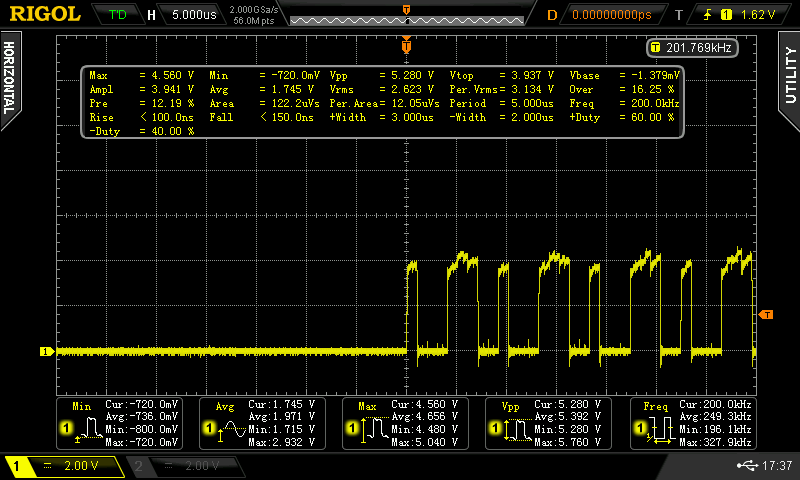 RIGOL T'D H 5.000us 2.000GSa/s 56.0M pts D 0.00000000ps T 1 1.62 V
HORIZONTAL
UTILITY
T
T 201.769kHz
Max = 4.560 V Min = -720.0mV Vpp = 5.280 V Vtop = 3.937 V Vbase = -1.379mV
Ampl = 3.941 V Avg = 1.745 V Vrms = 2.623 V Per.Vrms= 3.134 V Over = 16.25 %
Pre = 12.19 % Area = 122.2uVs Per.Area= 12.05uVs Period = 5.000us Freq = 200.0kHz
Rise < 100.0ns Fall < 150.0ns +Width = 3.000us -Width = 2.000us +Duty = 60.00 %
-Duty = 40.00 %
T
1
Min Cur:-720.0mV Avg Cur:1.745 V Max Cur:4.560 V Vpp Cur:5.280 V Freq Cur:200.0kHz
Avg:-736.0mV Avg:1.971 V Avg:4.656 V Avg:5.392 V Avg:249.3kHz
1 Min:-800.0mV 1 Min:1.715 V 1 Min:4.480 V 1 Min:5.280 V 1 Min:196.1kHz
Max:-720.0mV Max:2.932 V Max:5.040 V Max:5.760 V Max:327.9kHz
1 2.00 V 2 2.00 V 17:37